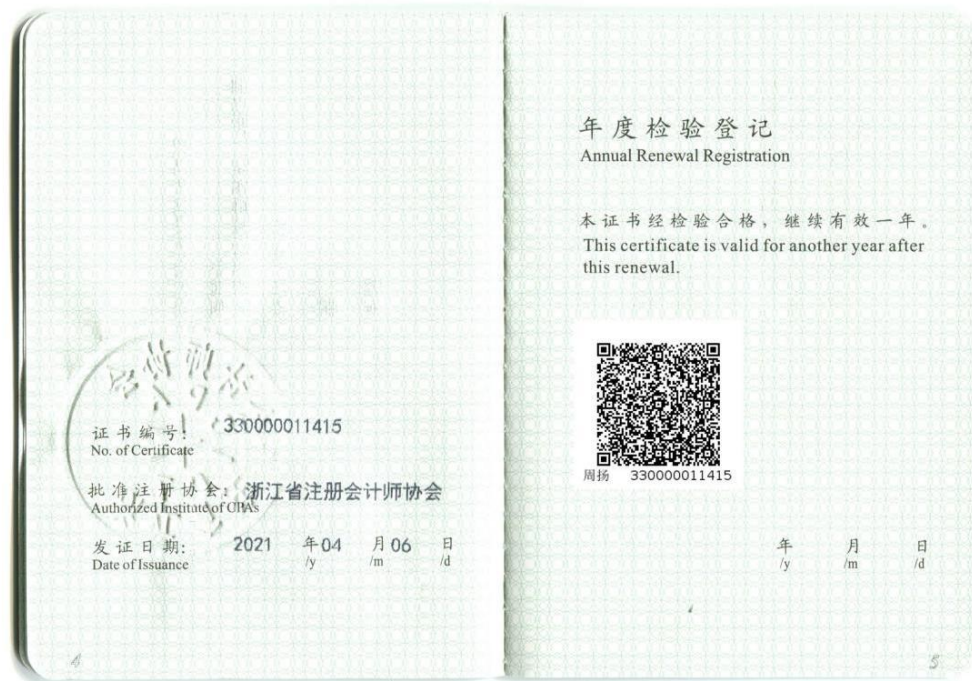 证书编号:
330000011415
No. of Certificate
批准注册协会:
浙江省注册会计师协会
Authorized Institute of CPAs
发证日期:
2021 年 04 月 06 日
Date of Issuance
/y /m /d
4
年度检验登记
Annual Renewal Registration
本证书经检验合格，继续有效一年。
This certificate is valid for another year after
this renewal.
周扬 330000011415
年 月 日
/y /m /d
5